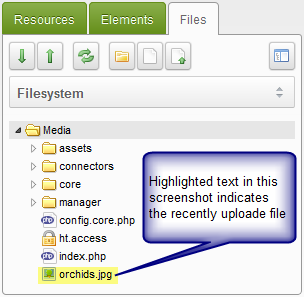 Resources Elements Files
Filesystem
Media
assets
connectors
core
manager
config.core.php
ht.access
index.php
orchids.jpg
Highlighted text in this
screenshot indicates
the recently uploade file